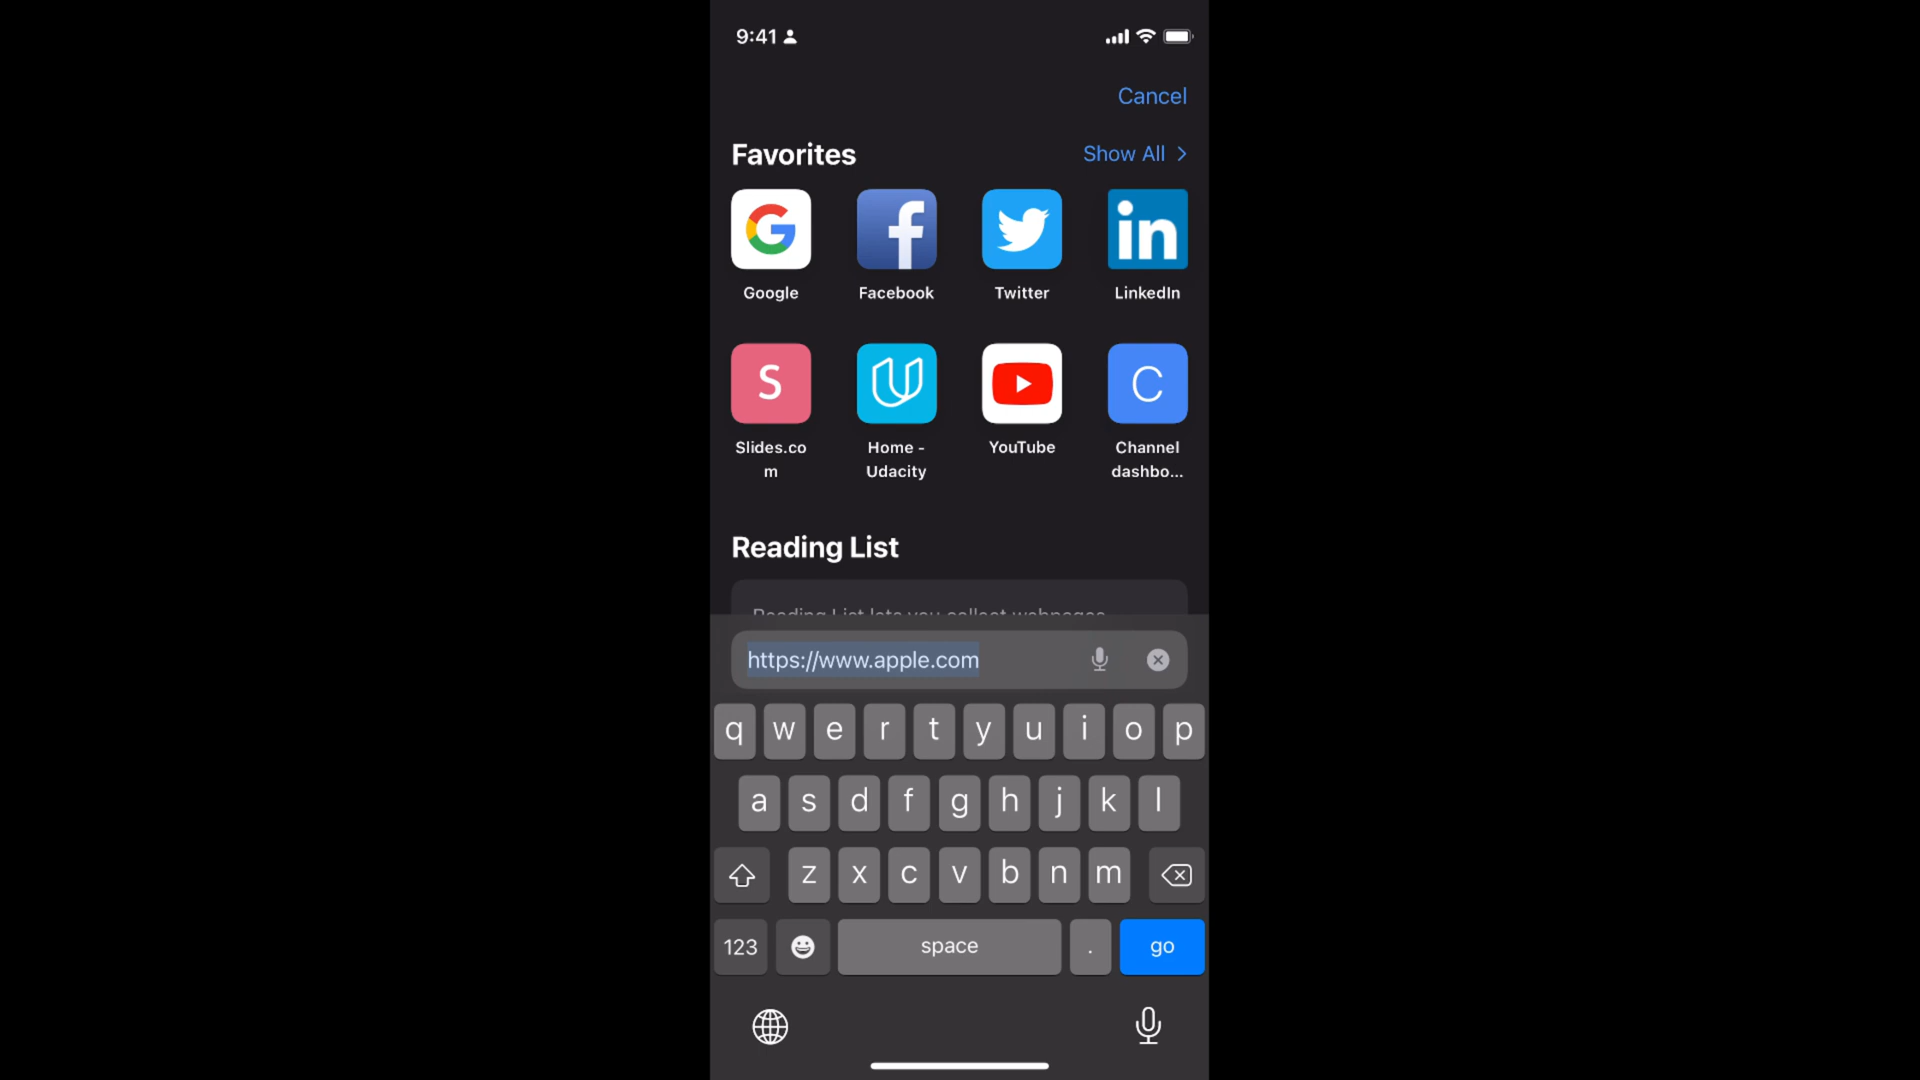 9:41
Cancel
Favorites
Show All
Google
Facebook
Twitter
LinkedIn
S
C
Slides.co
m
Home -
Udacity
YouTube
Channel
dashbo...
Reading List
Reading List lets you collect webpages
https://www.apple.com
q w e r t y u i o p
a s d f g h j k l
z x c v b n m
123 space . go